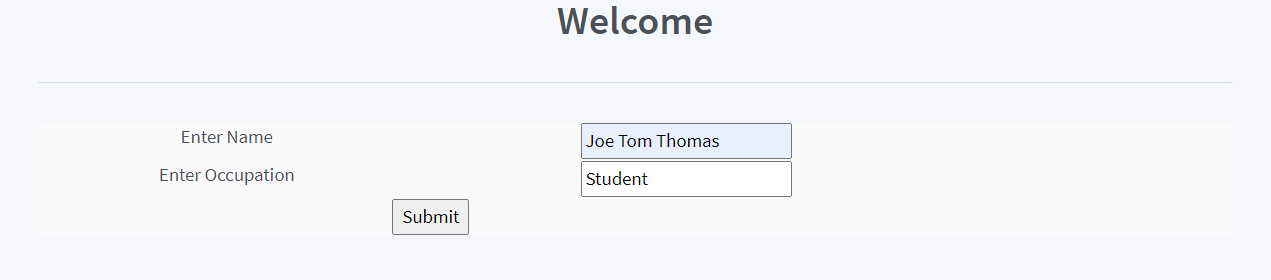 Welcome
Enter Name Joe Tom Thomas
Enter Occupation Student
Submit